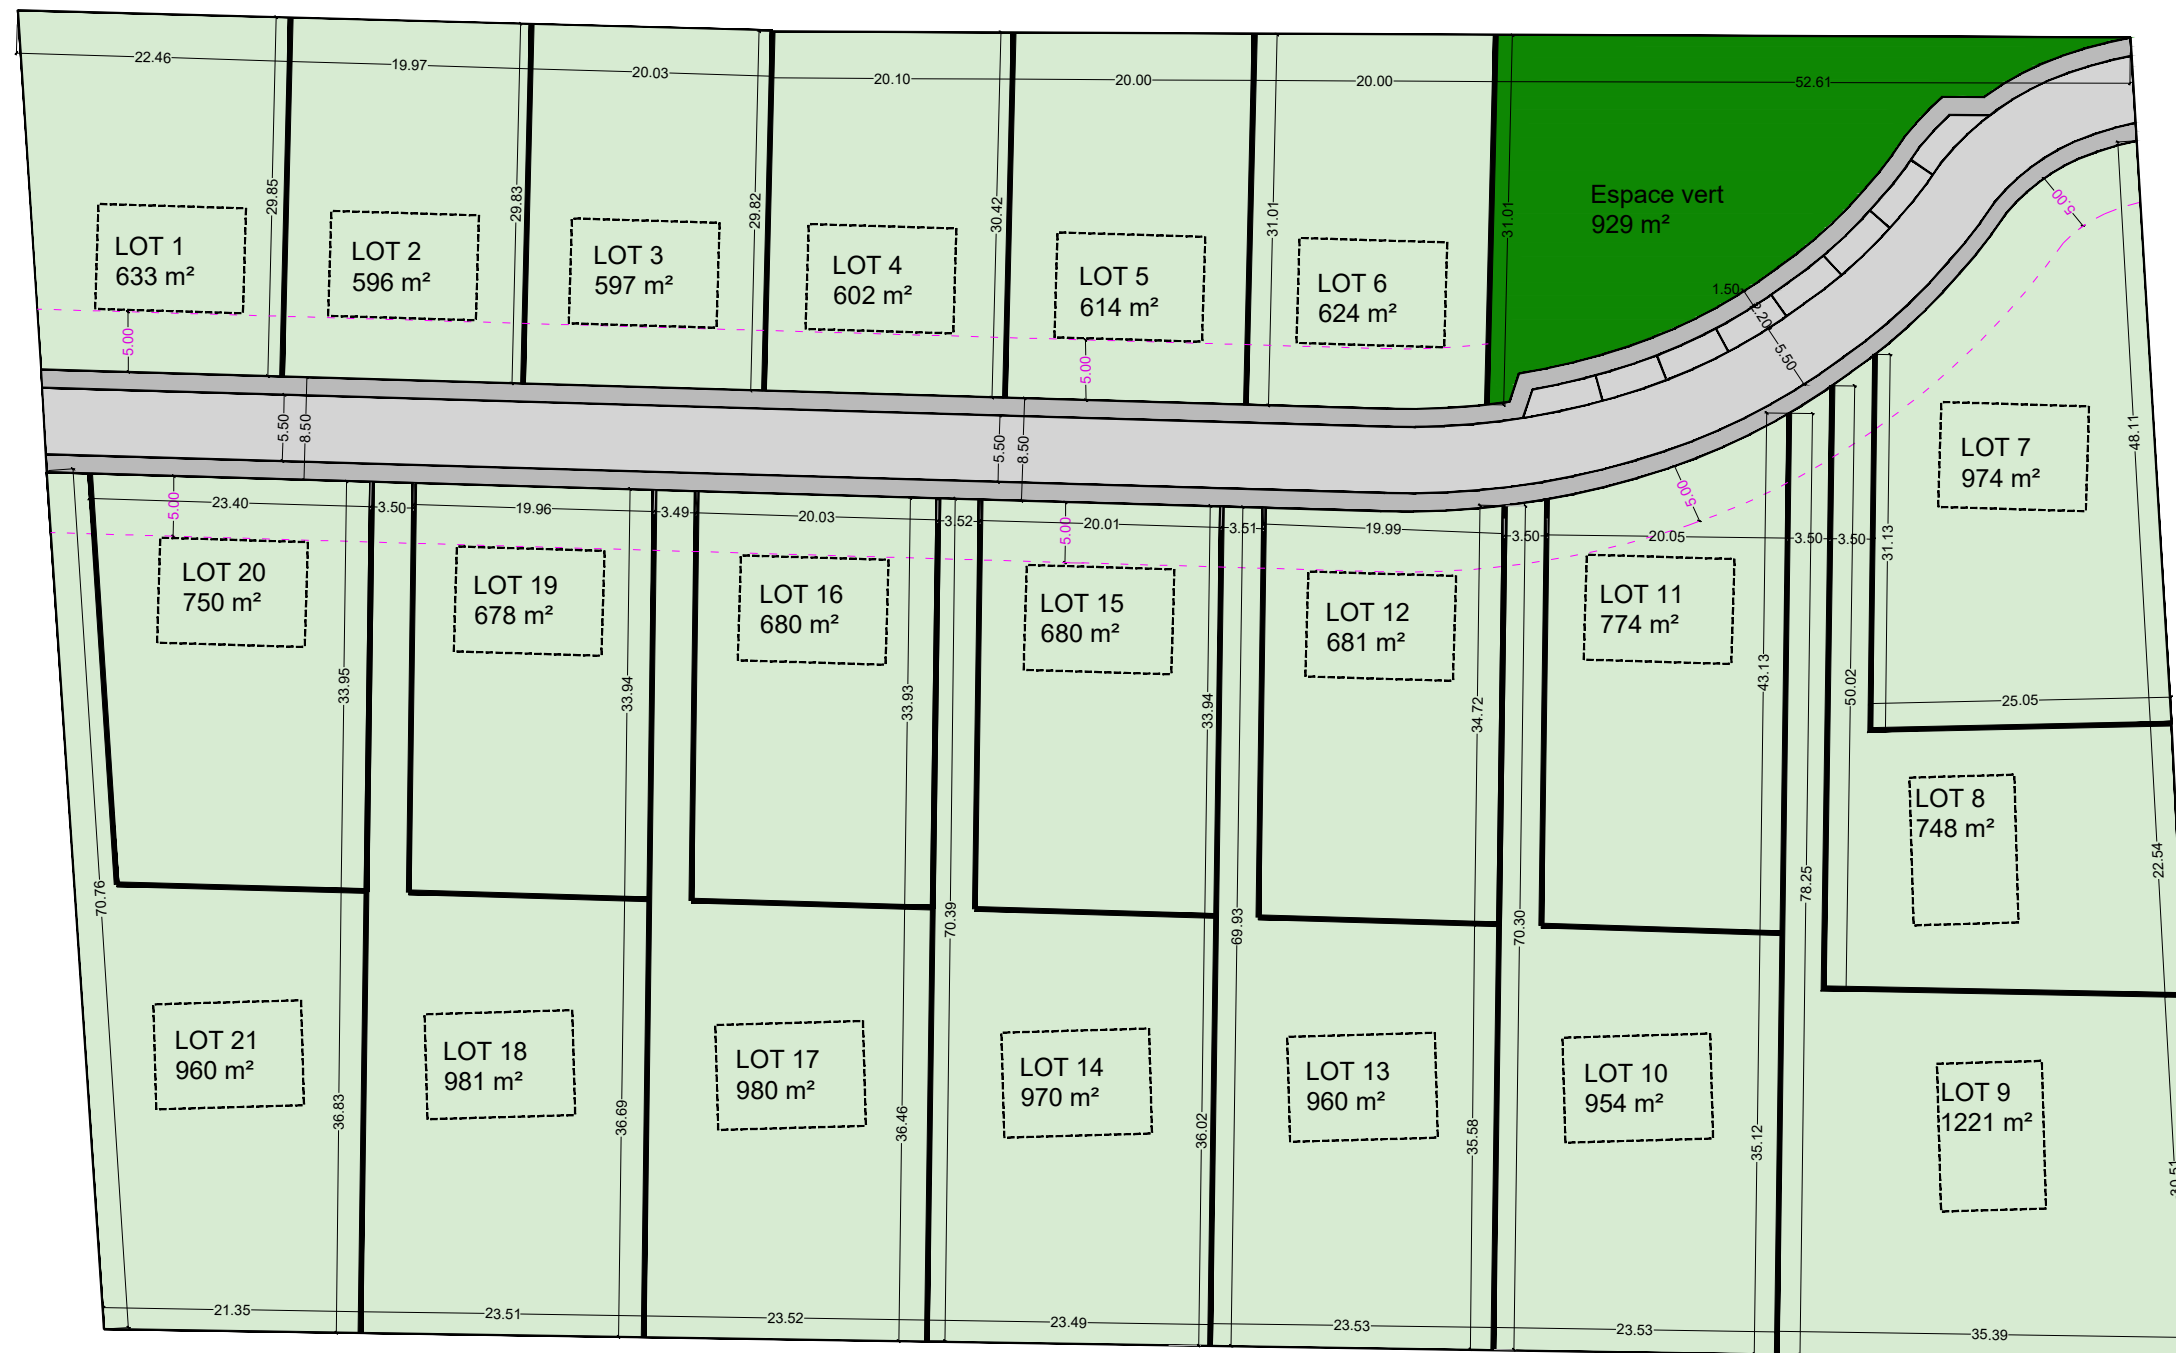 22.46
19.97
20.03
20.10
20.00
20.00
52.61
29.85
29.83
29.82
30.42
31.01
31.01
Espace vert
929 m²
5.00
LOT 1
633 m²
LOT 2
596 m²
LOT 3
597 m²
LOT 4
602 m²
LOT 5
614 m²
LOT 6
624 m²
1.50
2.20
5.50
5.00
5.00
5.50
8.50
5.50
8.50
LOT 7
974 m²
48.11
31.13
25.05
5.00
23.40
3.50
19.96
3.49
20.03
3.52
20.01
5.00
3.51
19.99
3.50
20.05
5.00
3.50
3.50
LOT 20
750 m²
LOT 19
678 m²
LOT 16
680 m²
LOT 15
680 m²
LOT 12
681 m²
LOT 11
774 m²
33.95
33.94
33.93
33.94
34.72
43.13
50.02
LOT 8
748 m²
22.54
70.76
70.39
69.93
70.30
78.25
LOT 21
960 m²
LOT 18
981 m²
LOT 17
980 m²
LOT 14
970 m²
LOT 13
960 m²
LOT 10
954 m²
LOT 9
1221 m²
36.83
36.69
36.46
36.02
35.58
35.12
21.35
23.51
23.52
23.49
23.53
23.53
35.39